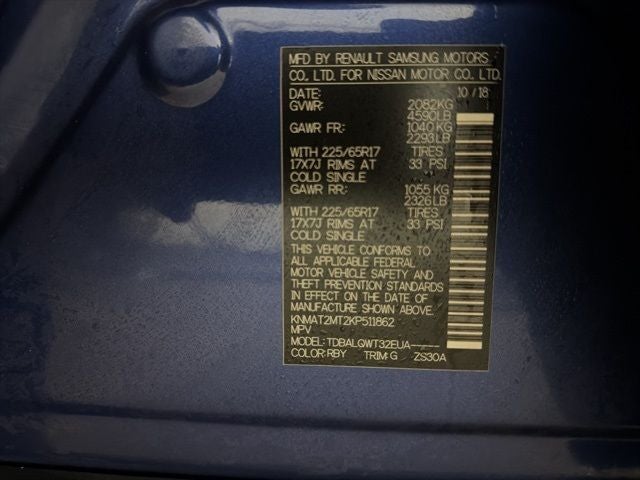 MFD BY RENAULT SAMSUNG MOTORS
CO., LTD. FOR NISSAN MOTOR CO., LTD.
DATE: 10 / 18
GVWR: 2082KG
4590LB
GAWR FR: 1040 KG
2293LB
WITH 225/65R17 TIRES
17X7J RIMS AT 33 PSI
COLD SINGLE
GAWR RR: 1055 KG
2326LB
WITH 225/65R17 TIRES
17X7J RIMS AT 33 PSI
COLD SINGLE
THIS VEHICLE CONFORMS TO
ALL APPLICABLE FEDERAL
MOTOR VEHICLE SAFETY AND
THEFT PREVENTION STANDARDS
IN EFFECT ON THE DATE OF
MANUFACTURE SHOWN ABOVE.
KNMAT2MT2KP511862
MPV
MODEL: TDBALQWT32EUA-----
COLOR: RBY TRIM: G ZS30A